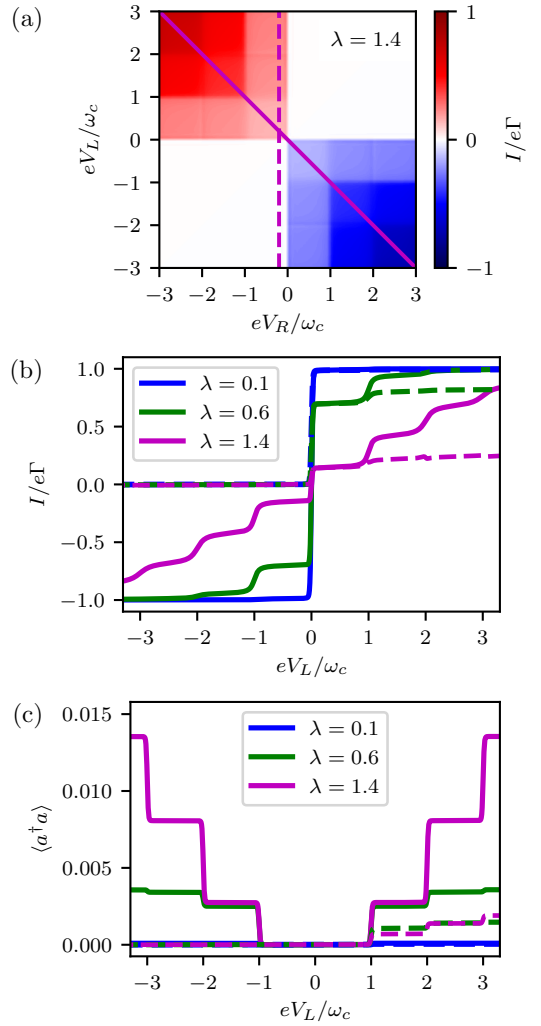 (a)
3
2
1
0
−1
−2
−3
eV_L/ω_c
λ = 1.4
−3 −2 −1 0 1 2 3
eV_R/ω_c
1
0
−1
I/eΓ
(b)
1.0
0.5
0.0
−0.5
−1.0
I/eΓ
λ = 0.1
λ = 0.6
λ = 1.4
−3 −2 −1 0 1 2 3
eV_L/ω_c
(c)
0.015
0.010
0.005
0.000
⟨a†a⟩
λ = 0.1
λ = 0.6
λ = 1.4
−3 −2 −1 0 1 2 3
eV_L/ω_c